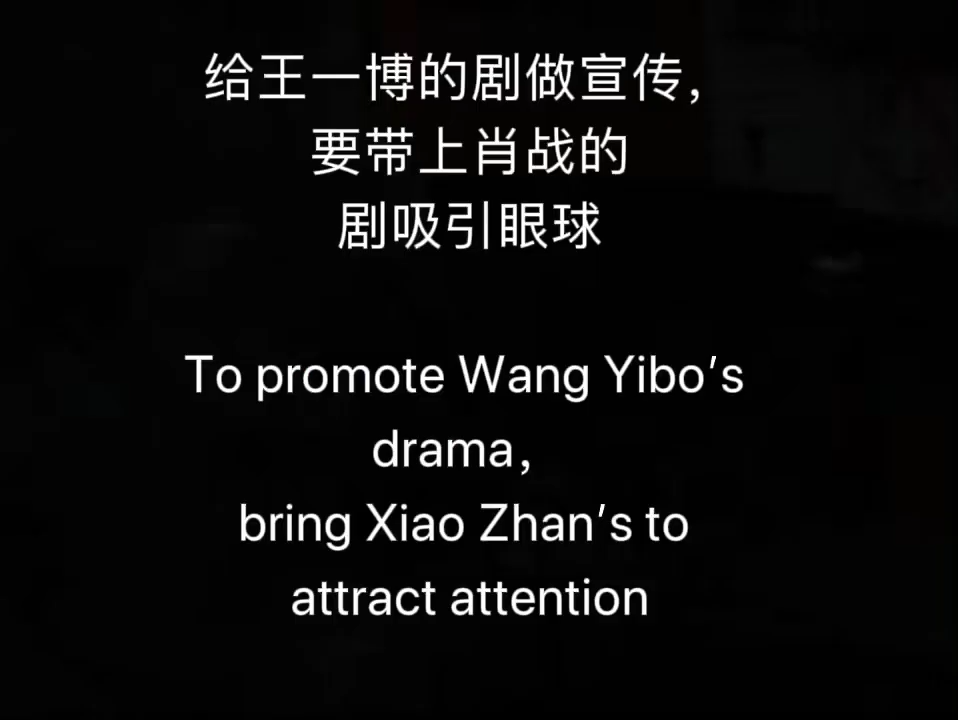 给王一博的剧做宣传，
要带上肖战的
剧吸引眼球
To promote Wang Yibo's
drama，
bring Xiao Zhan's to
attract attention